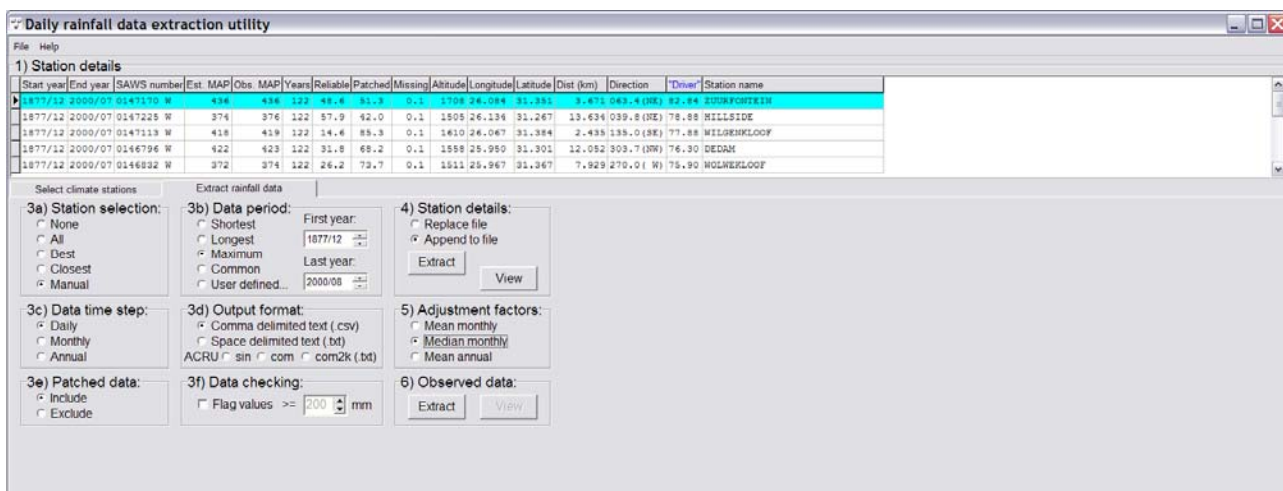 Daily rainfall data extraction utility
File Help
1) Station details
Start year End year SAWS number Est. MAP Obs. MAP Years Reliable Patched Missing Altitude Longitude Latitude Dist (km) Direction "Driver" Station name
1877/12 2000/07 0147170 W 436 436 122 48.6 51.3 0.1 1708 26.084 31.351 3.671 063.4(NE) 82.84 ZUURFONTEIN
1877/12 2000/07 0147225 W 374 376 122 57.9 42.0 0.1 1505 26.134 31.267 13.634 039.8(NE) 78.88 HILLSIDE
1877/12 2000/07 0147113 W 418 419 122 14.6 85.3 0.1 1610 26.067 31.384 2.435 135.0(SE) 77.88 WILGENKLOOF
1877/12 2000/07 0146796 W 422 423 122 31.8 68.2 0.1 1558 25.950 31.301 12.052 303.7(NW) 76.30 DEDAM
1877/12 2000/07 0146832 W 372 374 122 26.2 73.7 0.1 1511 25.967 31.367 7.929 270.0( W) 75.90 WOLWEKLOOF
Select climate stations Extract rainfall data
3a) Station selection:
None
All
Best
Closest
Manual
3b) Data period:
Shortest
Longest
Maximum
Common
User defined...
First year:
1877/12
Last year:
2000/08
4) Station details:
Replace file
Append to file
Extract
View
3c) Data time step:
Daily
Monthly
Annual
3d) Output format:
Comma delimited text (.csv)
Space delimited text (.txt)
ACRU sin com com2k (.txt)
5) Adjustment factors:
Mean monthly
Median monthly
Mean annual
3e) Patched data:
Include
Exclude
3f) Data checking:
Flag values >= 200 mm
6) Observed data:
Extract View